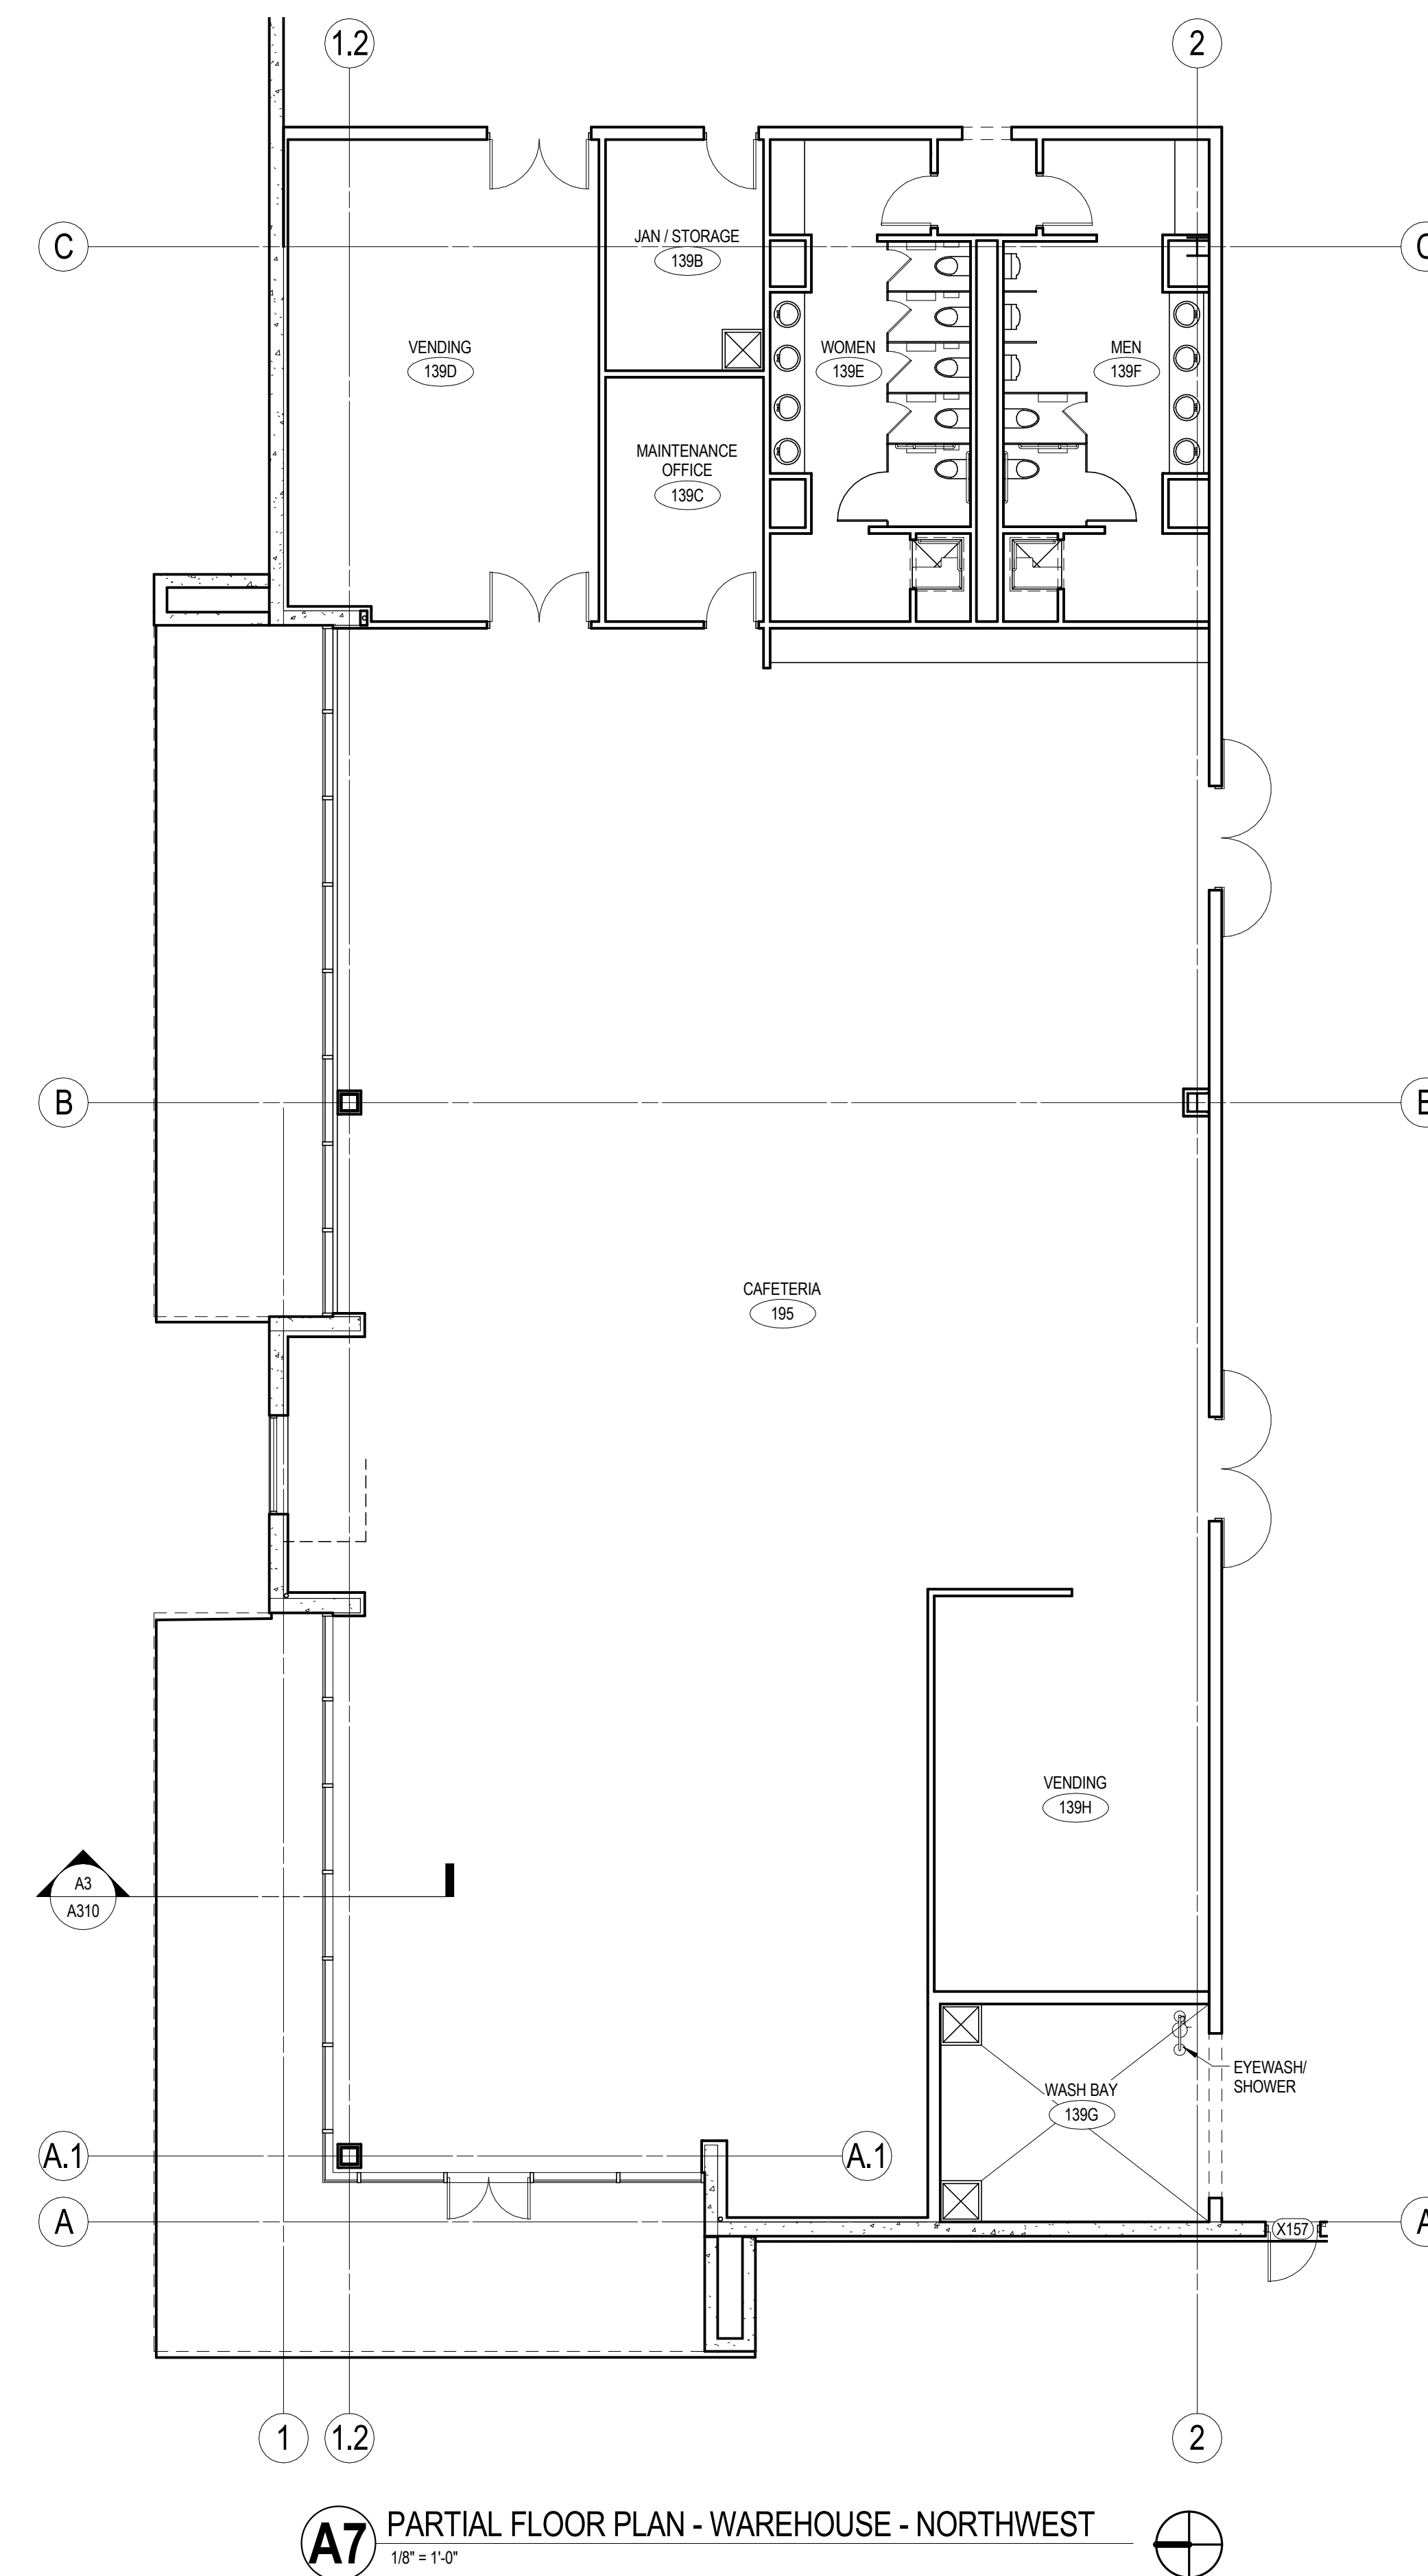 1.2
2
C
C
JAN / STORAGE
139B
VENDING
139D
WOMEN
139E
MEN
139F
MAINTENANCE
OFFICE
139C
B
CAFETERIA
195
VENDING
139H
A3
A310
EYEWASH/
SHOWER
WASH BAY
139G
A.1
A.1
A
A
X157
1
1.2
2
A7
PARTIAL FLOOR PLAN - WAREHOUSE - NORTHWEST
1/8" = 1'-0"